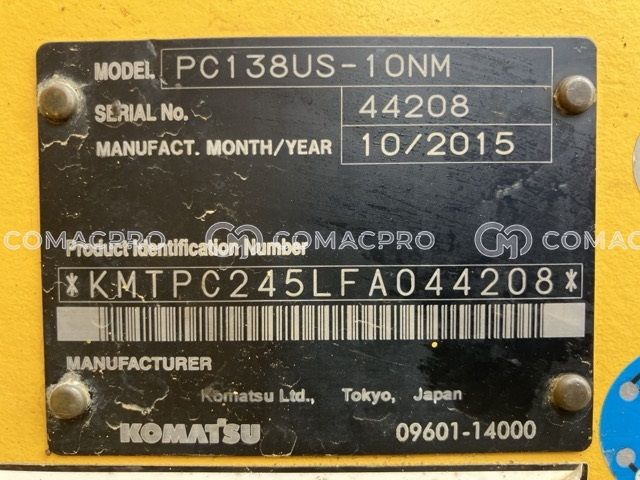 MODEL PC138US-10NM
SERIAL No. 44208
MANUFACT. MONTH/YEAR 10/2015
COMACPRO COMACPRO COMAC
Product Identification Number
*KMTPC245LFA044208*
MANUFACTURER
Komatsu Ltd., Tokyo, Japan
KOMATSU 09601-14000